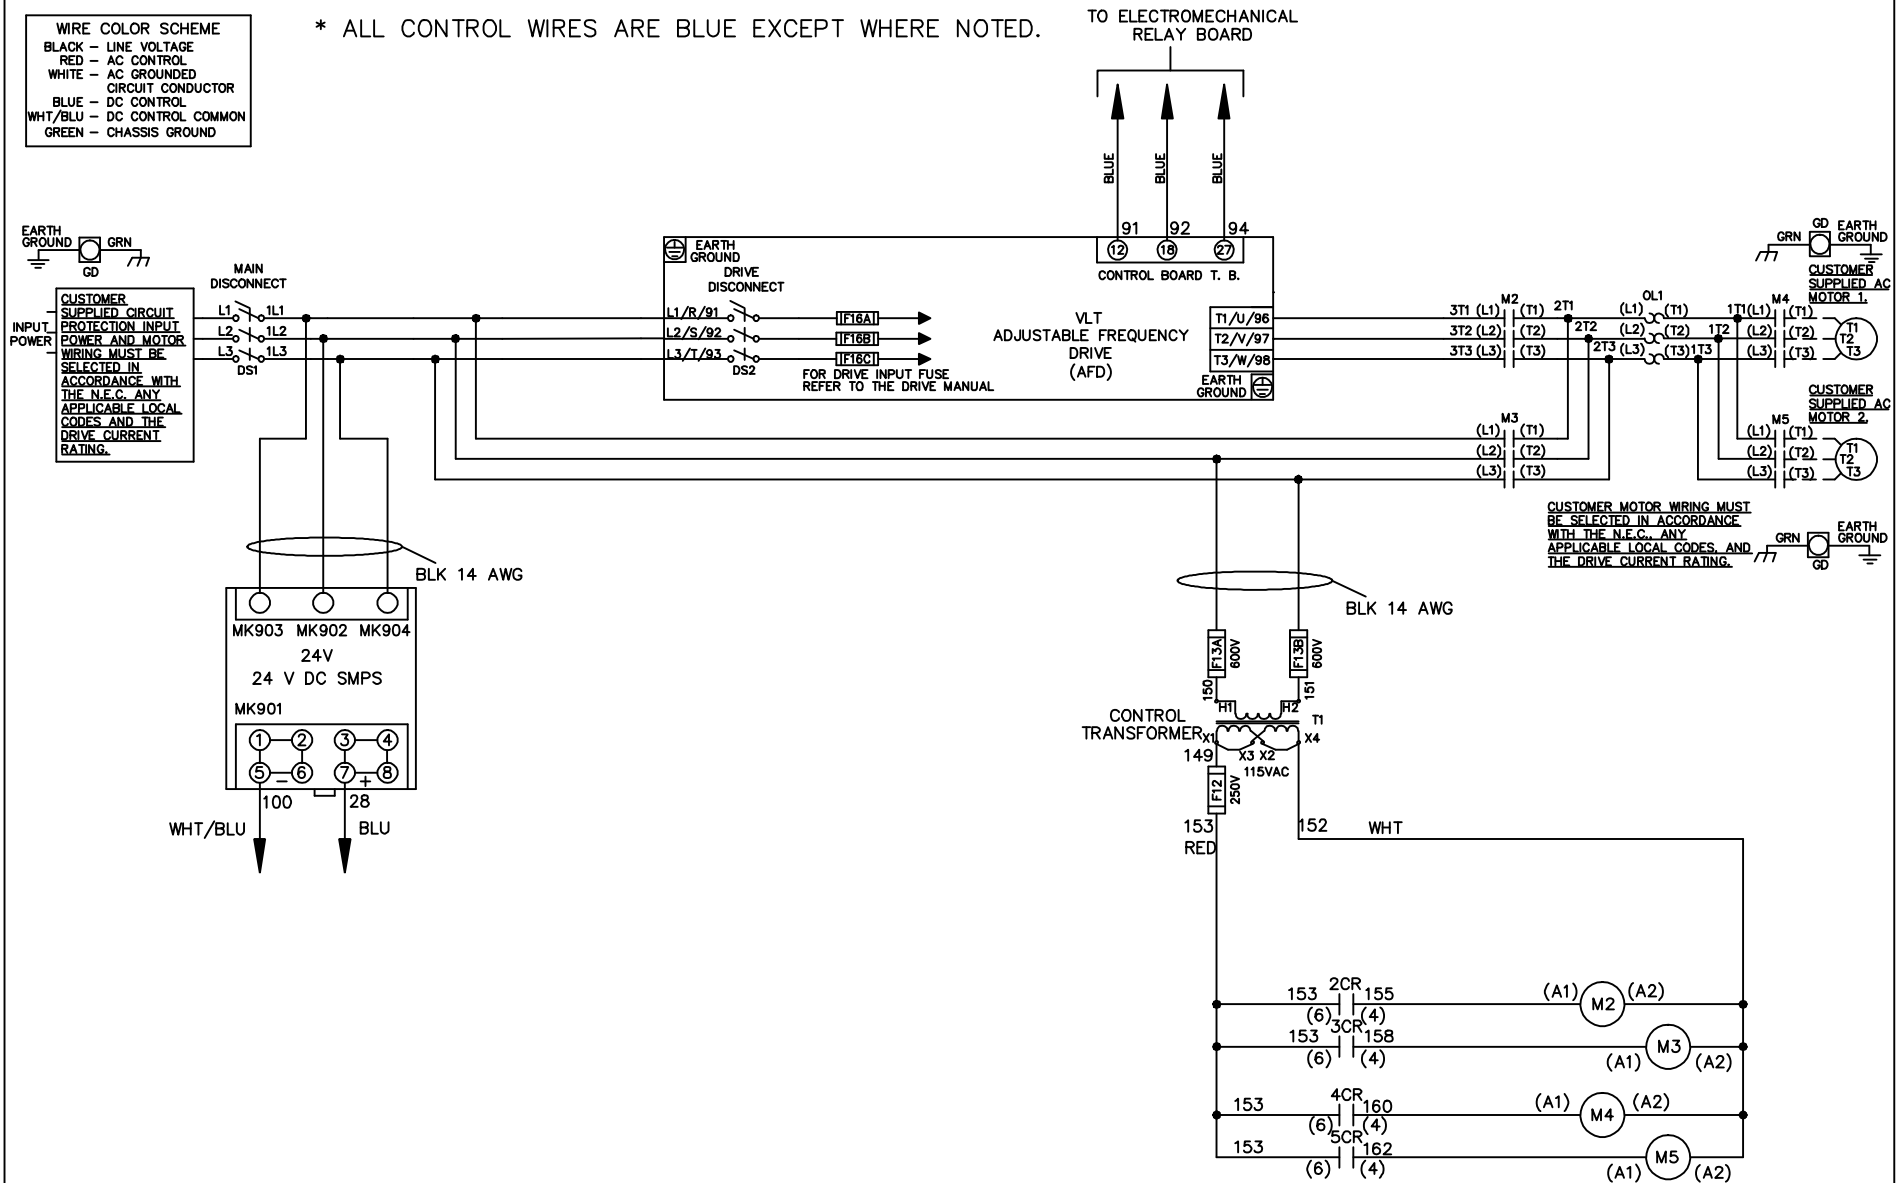 WIRE COLOR SCHEME
BLACK – LINE VOLTAGE
RED – AC CONTROL
WHITE – AC GROUNDED
CIRCUIT CONDUCTOR
BLUE – DC CONTROL
WHT/BLU – DC CONTROL COMMON
GREEN – CHASSIS GROUND
* ALL CONTROL WIRES ARE BLUE EXCEPT WHERE NOTED.
TO ELECTROMECHANICAL
RELAY BOARD
BLUE
BLUE
BLUE
91
92
94
12
18
27
CONTROL BOARD T. B.
EARTH
GROUND
GRN
GD
MAIN
DISCONNECT
INPUT
POWER
CUSTOMER
SUPPLIED CIRCUIT
PROTECTION INPUT
POWER AND MOTOR
WIRING MUST BE
SELECTED IN
ACCORDANCE WITH
THE N.E.C. ANY
APPLICABLE LOCAL
CODES AND THE
DRIVE CURRENT
RATING.
L1 1L1
L2 1L2
L3 1L3
DS1
EARTH
GROUND
DRIVE
DISCONNECT
L1/R/91
L2/S/92
L3/T/93
DS2
IF16A
IF16B
IF16C
FOR DRIVE INPUT FUSE
REFER TO THE DRIVE MANUAL
VLT
ADJUSTABLE FREQUENCY
DRIVE
(AFD)
T1/U/96
T2/V/97
T3/W/98
EARTH
GROUND
M2
3T1 (L1) (T1) 2T1
3T2 (L2) (T2) 2T2
3T3 (L3) (T3) 2T3
OL1
(L1) (T1) 1T1
(L2) (T2) 1T2
(L3) (T3) 1T3
M4
(L1) (T1)
(L2) (T2)
(L3) (T3)
GD
GRN
EARTH
GROUND
CUSTOMER
SUPPLIED AC
MOTOR 1.
T1
T2
T3
M3
(L1) (T1)
(L2) (T2)
(L3) (T3)
CUSTOMER
SUPPLIED AC
MOTOR 2.
M5
(L1) (T1)
(L2) (T2)
(L3) (T3)
T1
T2
T3
CUSTOMER MOTOR WIRING MUST
BE SELECTED IN ACCORDANCE
WITH THE N.E.C., ANY
APPLICABLE LOCAL CODES, AND
THE DRIVE CURRENT RATING.
GRN
GD
EARTH
GROUND
BLK 14 AWG
MK903 MK902 MK904
24V
24 V DC SMPS
MK901
1 2 3 4
5 6 7 8
– +
100
28
WHT/BLU
BLU
BLK 14 AWG
F13A
600V
F13B
600V
150
151
H1 H2
T1
CONTROL
TRANSFORMER
X1
X3 X2
X4
149
115VAC
F12
250V
153
RED
152
WHT
2CR
153 155
(6) (4)
(A1) M2 (A2)
3CR
153 158
(6) (4)
(A1) M3 (A2)
4CR
153 160
(6) (4)
(A1) M4 (A2)
5CR
153 162
(6) (4)
(A1) M5 (A2)